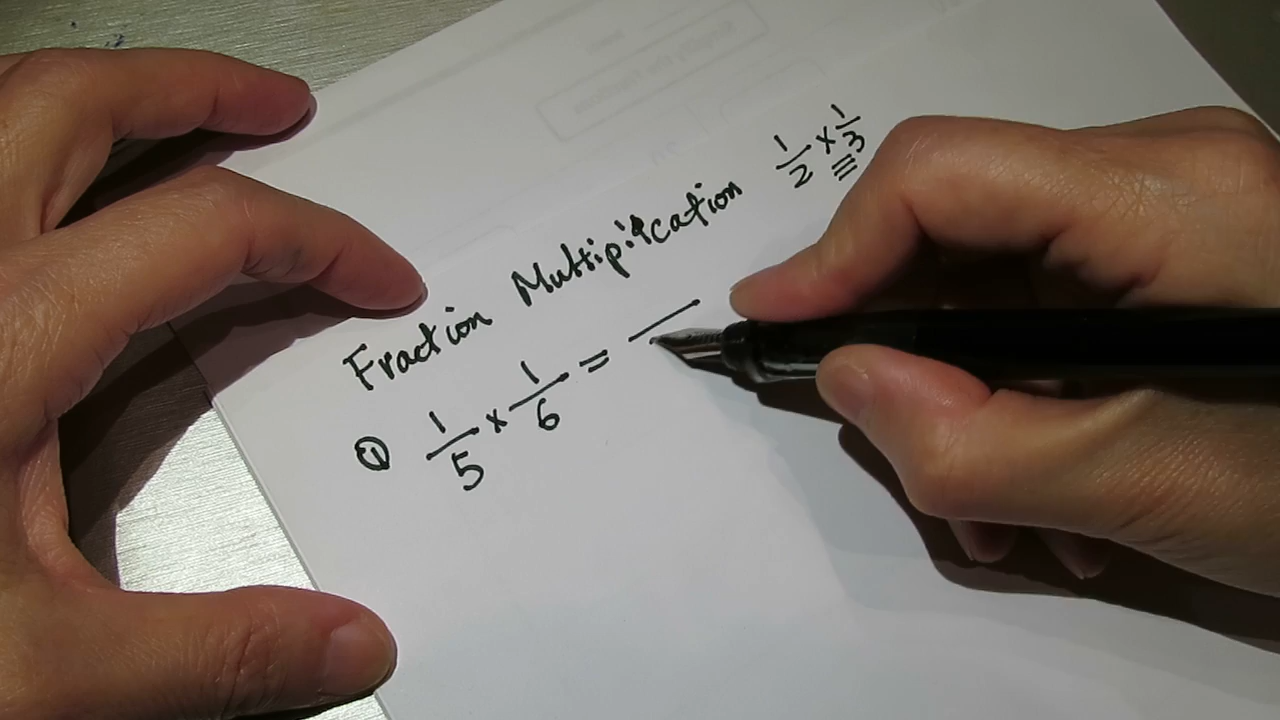 Fraction Multiplication 1/2 × 1/3
① 1/5 × 1/6 =